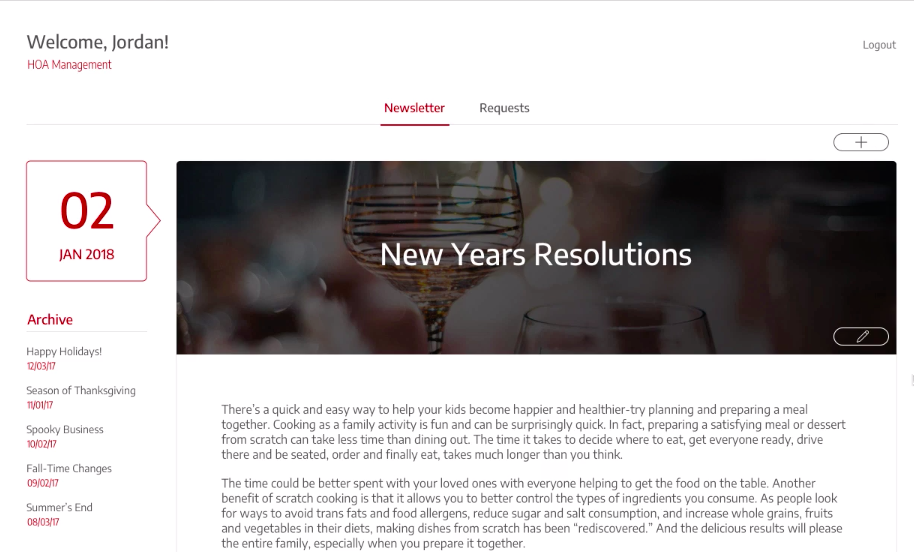 Welcome, Jordan!
HOA Management
Logout
Newsletter
Requests
02
JAN 2018
New Years Resolutions
Archive
Happy Holidays!
12/03/17
Season of Thanksgiving
11/01/17
Spooky Business
10/02/17
Fall-Time Changes
09/02/17
Summer's End
08/03/17
There's a quick and easy way to help your kids become happier and healthier-try planning and preparing a meal
together. Cooking as a family activity is fun and can be surprisingly quick. In fact, preparing a satisfying meal or dessert
from scratch can take less time than dining out. The time it takes to decide where to eat, get everyone ready, drive
there and be seated, order and finally eat, takes much longer than you think.
The time could be better spent with your loved ones with everyone helping to get the food on the table. Another
benefit of scratch cooking is that it allows you to better control the types of ingredients you consume. As people look
for ways to avoid trans fats and food allergens, reduce sugar and salt consumption, and increase whole grains, fruits
and vegetables in their diets, making dishes from scratch has been “rediscovered.” And the delicious results will please
the entire family, especially when you prepare it together.